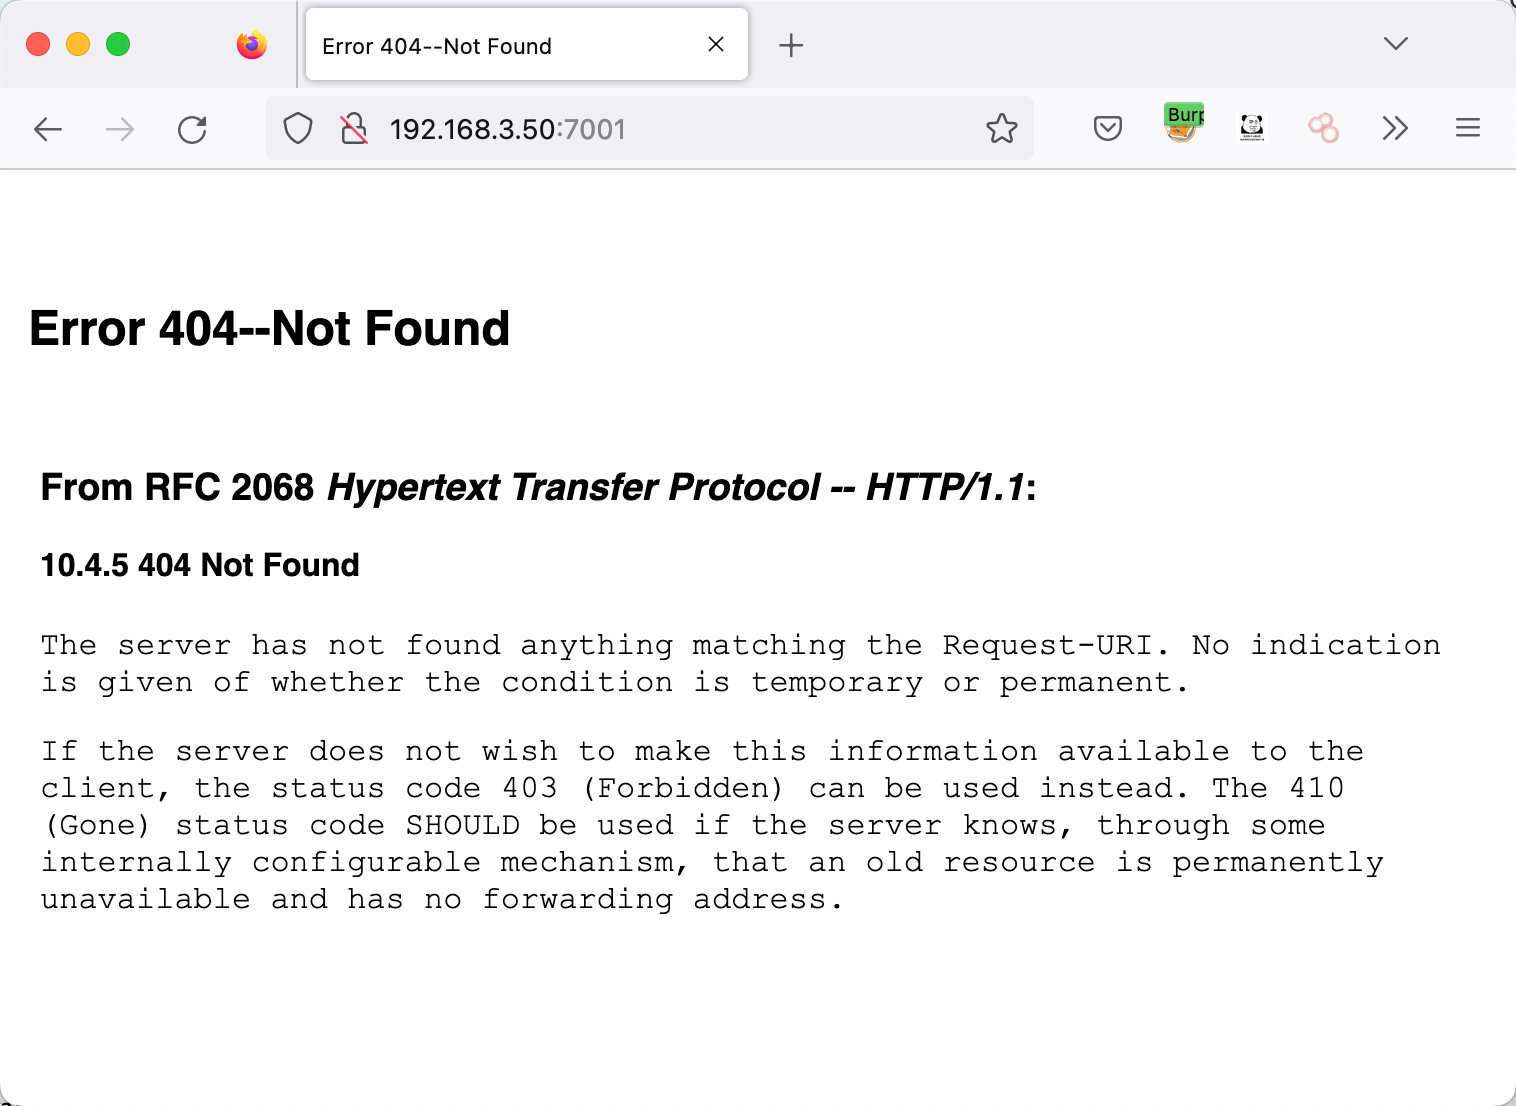 Error 404--Not Found
192.168.3.50:7001
Burp
Error 404--Not Found
From RFC 2068 Hypertext Transfer Protocol -- HTTP/1.1:
10.4.5 404 Not Found
The server has not found anything matching the Request-URI. No indication
is given of whether the condition is temporary or permanent.
If the server does not wish to make this information available to the
client, the status code 403 (Forbidden) can be used instead. The 410
(Gone) status code SHOULD be used if the server knows, through some
internally configurable mechanism, that an old resource is permanently
unavailable and has no forwarding address.